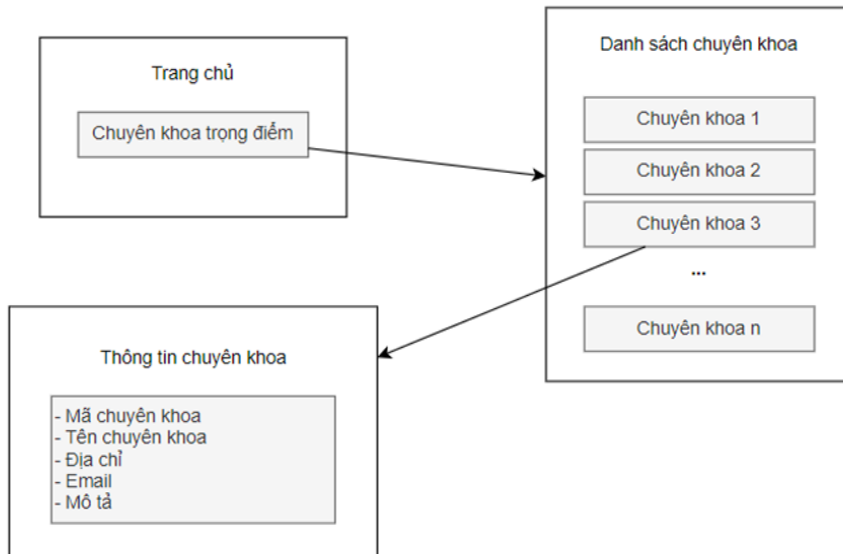 Trang chủ
Chuyên khoa trọng điểm
Danh sách chuyên khoa
Chuyên khoa 1
Chuyên khoa 2
Chuyên khoa 3
...
Chuyên khoa n
Thông tin chuyên khoa
- Mã chuyên khoa
- Tên chuyên khoa
- Địa chỉ
- Email
- Mô tả